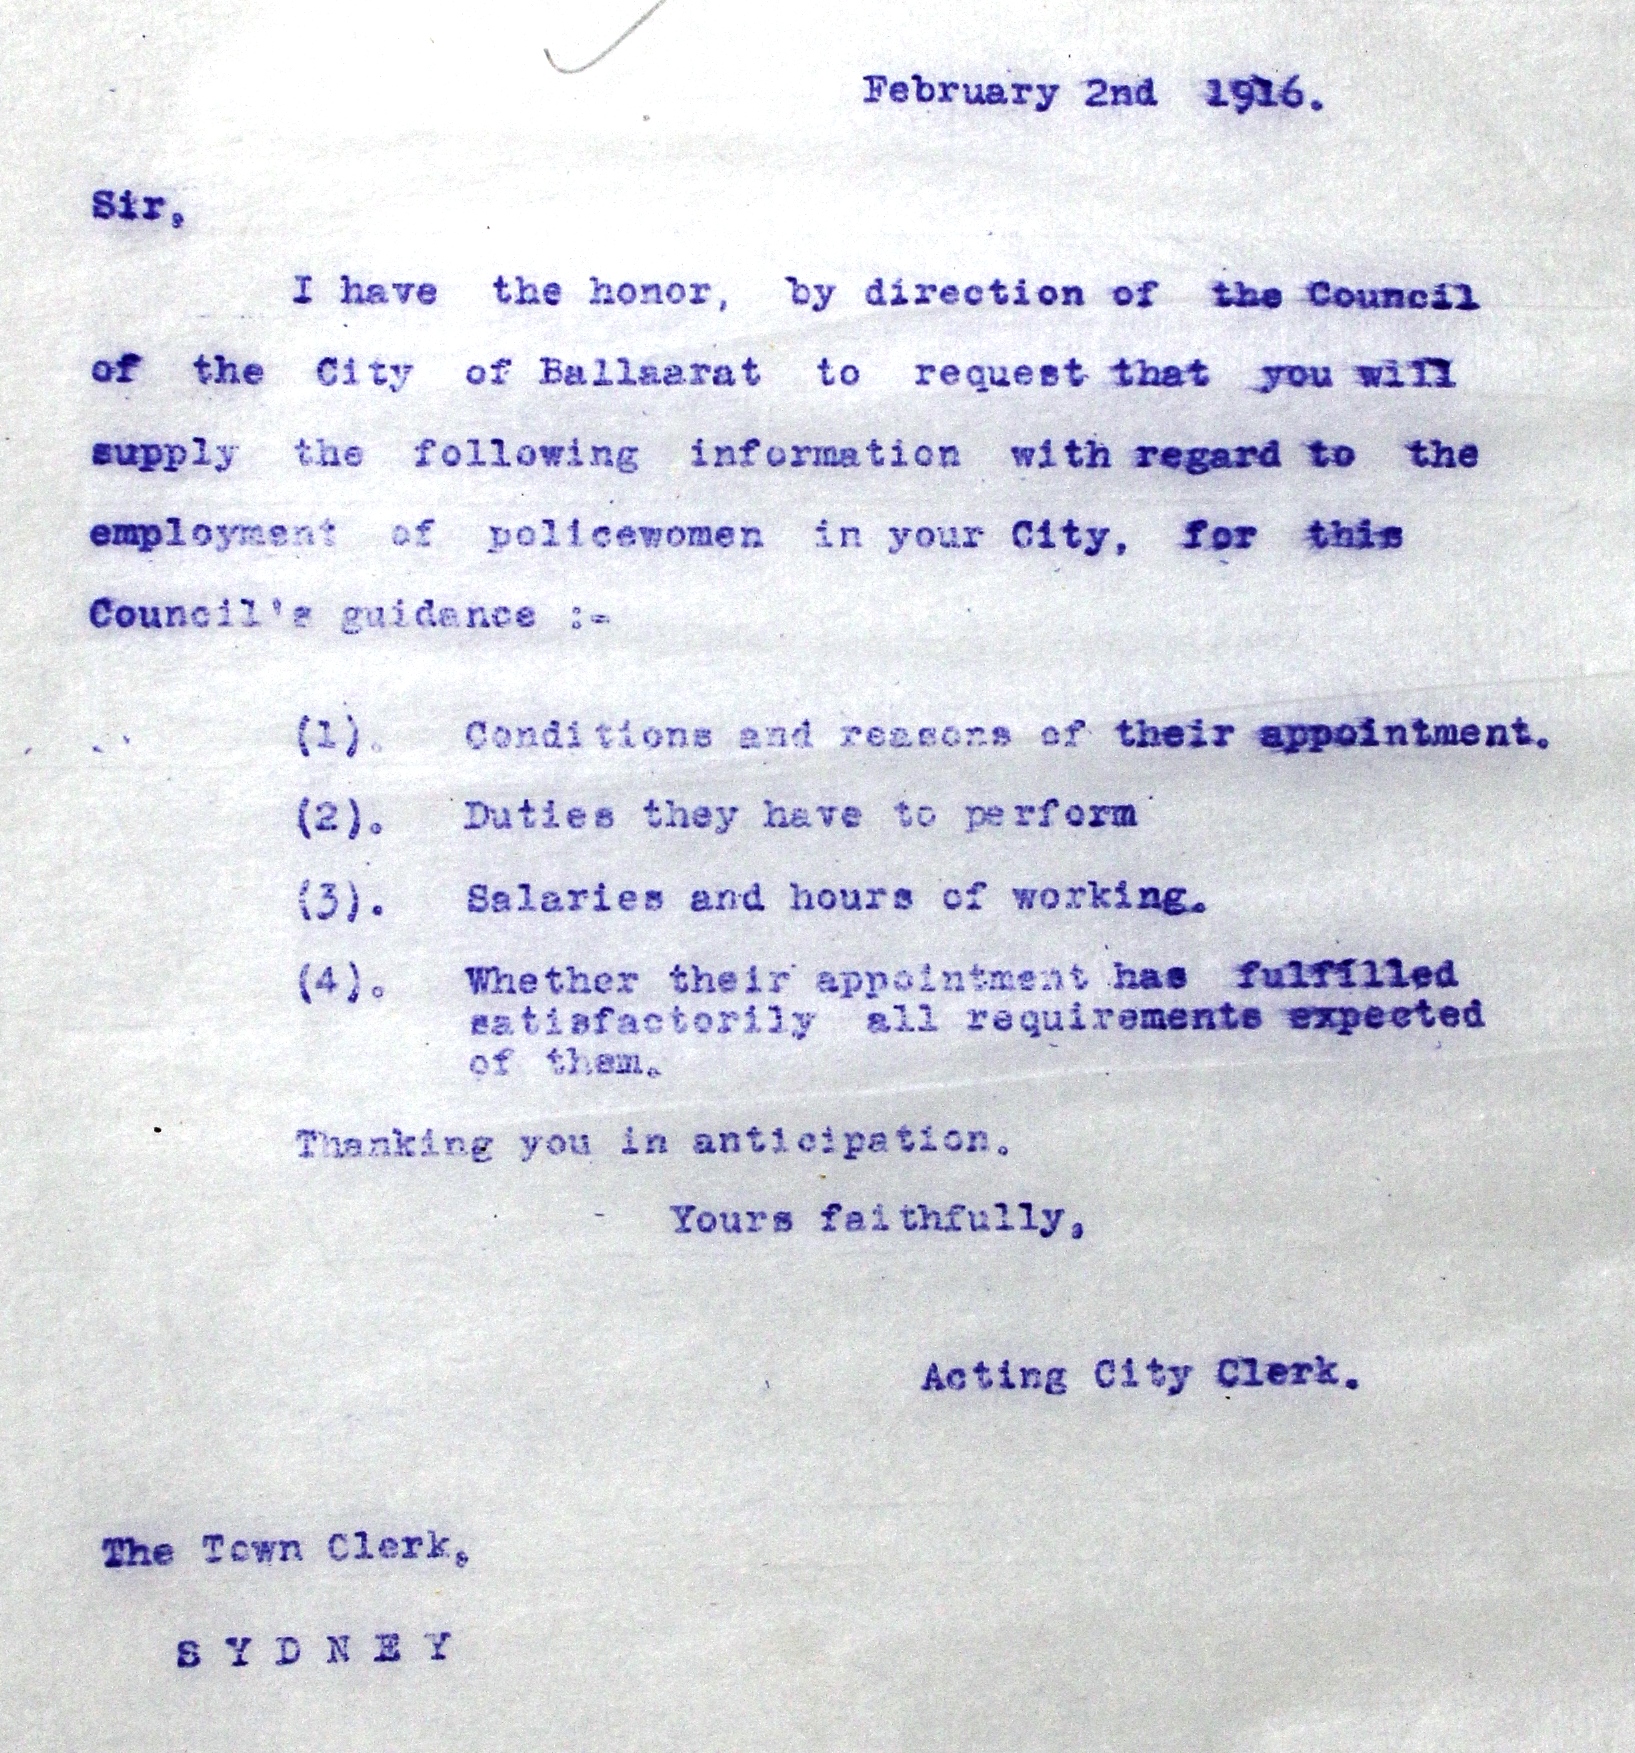 February 2nd 1916.
Sir,
I have the honor, by direction of the Council
of the City of Ballaarat to request that you will
supply the following information with regard to the
employment of policewomen in your City, for this
Council's guidance :-
(1). Conditions and reasons of their appointment.
(2). Duties they have to perform
(3). Salaries and hours of working.
(4). Whether their appointment has fulfilled
satisfactorily all requirements expected
of them.
Thanking you in anticipation.
Yours faithfully,
Acting City Clerk.
The Town Clerk,
S Y D N E Y